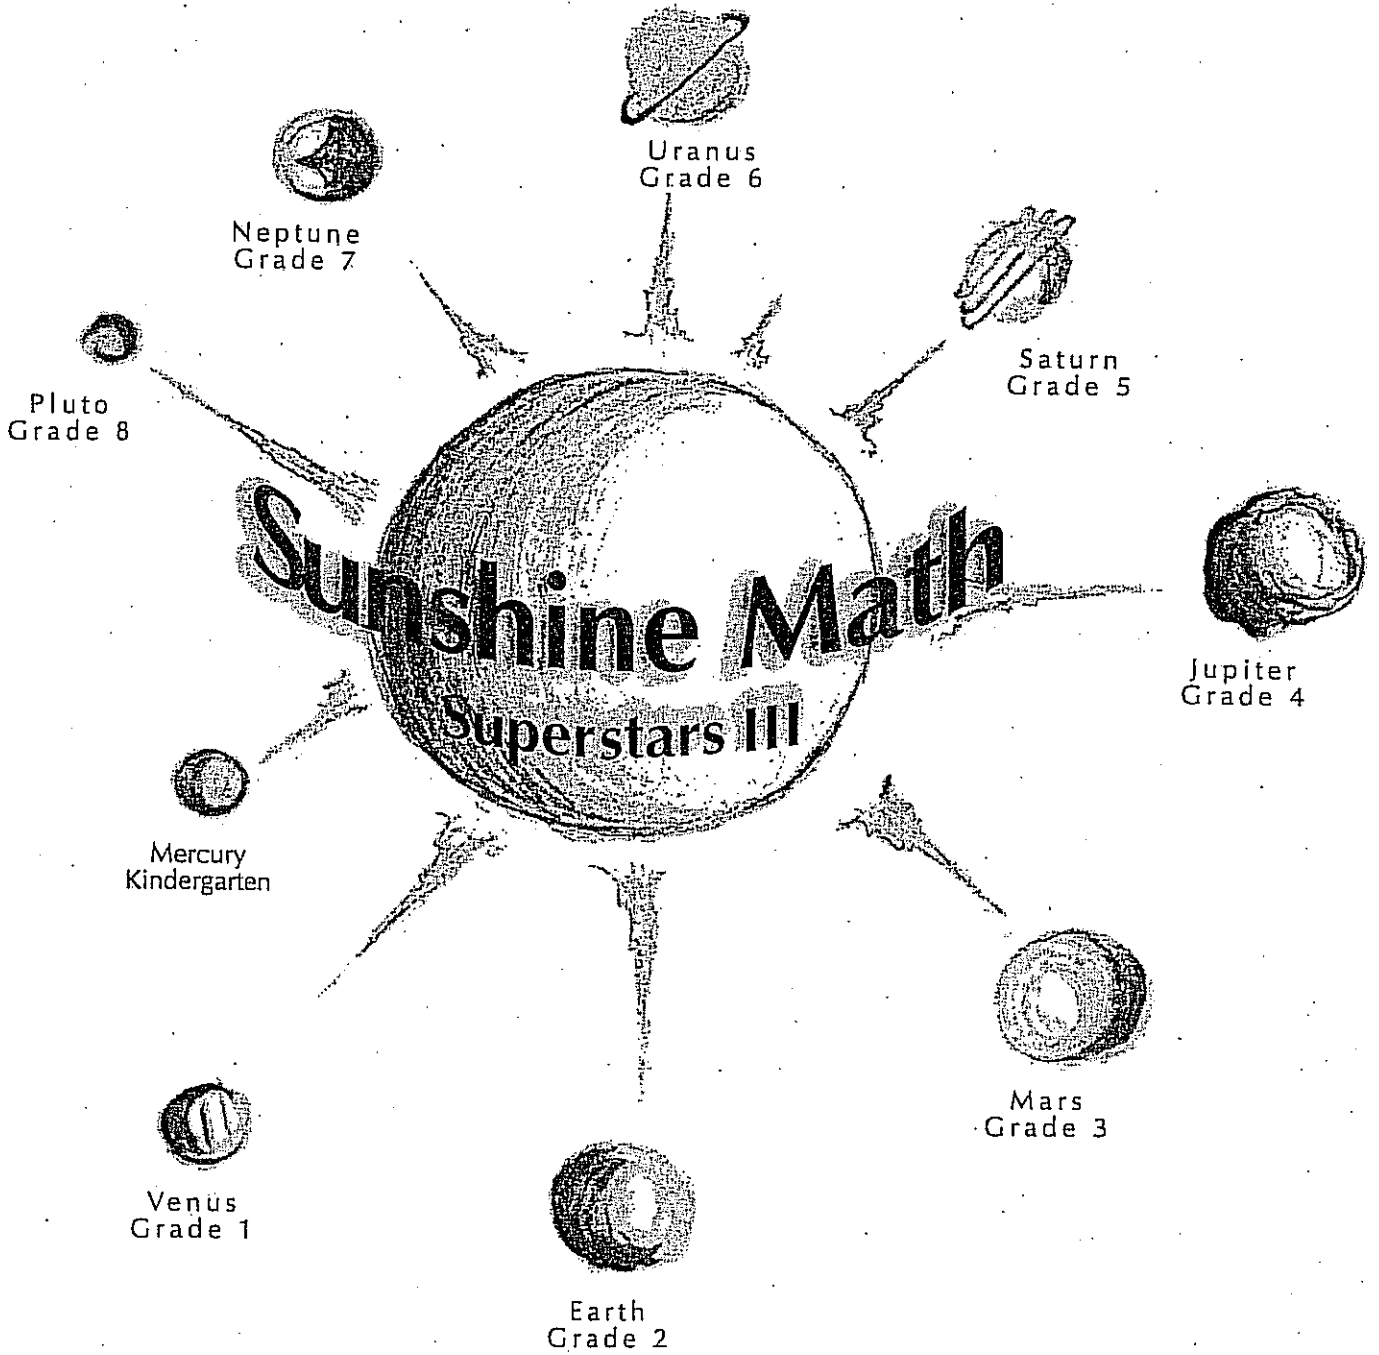 Uranus
Grade 6
Neptune
Grade 7
Saturn
Grade 5
Pluto
Grade 8
Sunshine Math
Superstars III
Jupiter
Grade 4
Mercury
Kindergarten
Mars
Grade 3
Venus
Grade 1
Earth
Grade 2